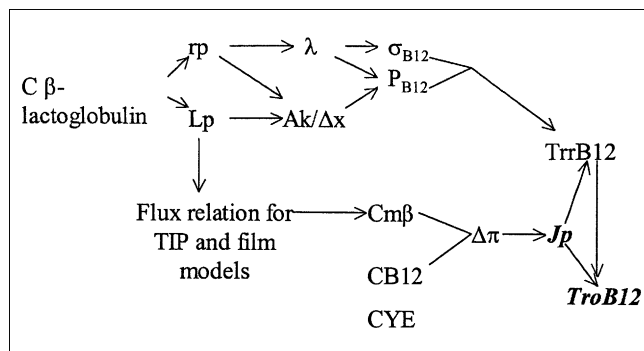 rp λ σB12
C β-
lactoglobulin
PB12
Lp Ak/Δx
TrrB12
Flux relation for
TIP and film
models
Cmβ
Δπ Jp
CB12
TroB12
CYE